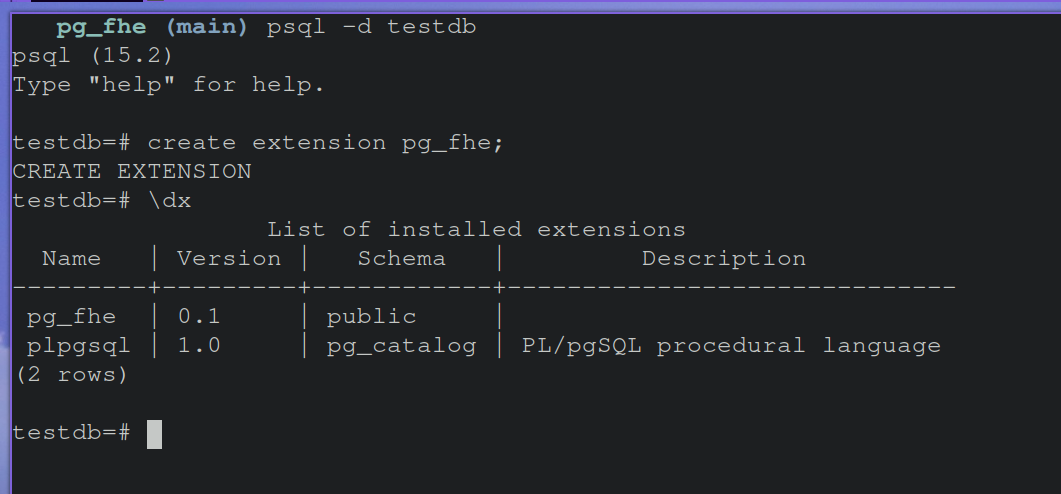 pg_fhe (main) psql -d testdb
psql (15.2)
Type "help" for help.
testdb=# create extension pg_fhe;
CREATE EXTENSION
testdb=# \dx
List of installed extensions
Name | Version | Schema | Description
---------+---------+------------+------------------------------
pg_fhe | 0.1 | public |
plpgsql | 1.0 | pg_catalog | PL/pgSQL procedural language
(2 rows)
testdb=#